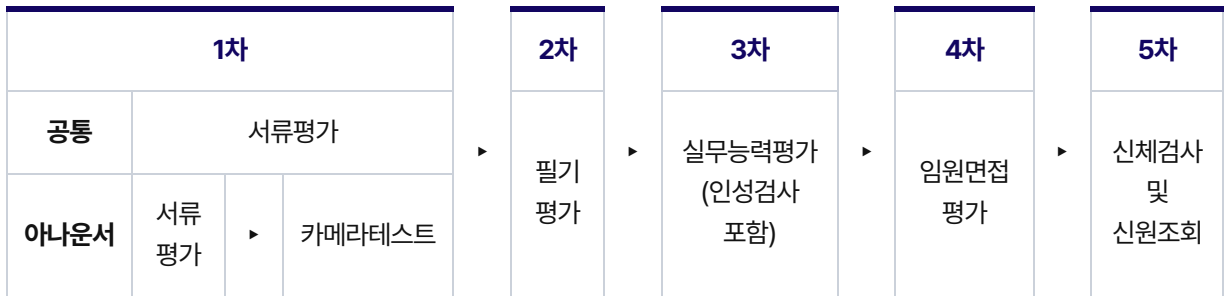 1차
2차
3차
4차
5차
공통
서류평가
아나운서
서류
평가
▸
카메라테스트
▸
필기
평가
▸
실무능력평가
(인성검사
포함)
▸
임원면접
평가
▸
신체검사
및
신원조회